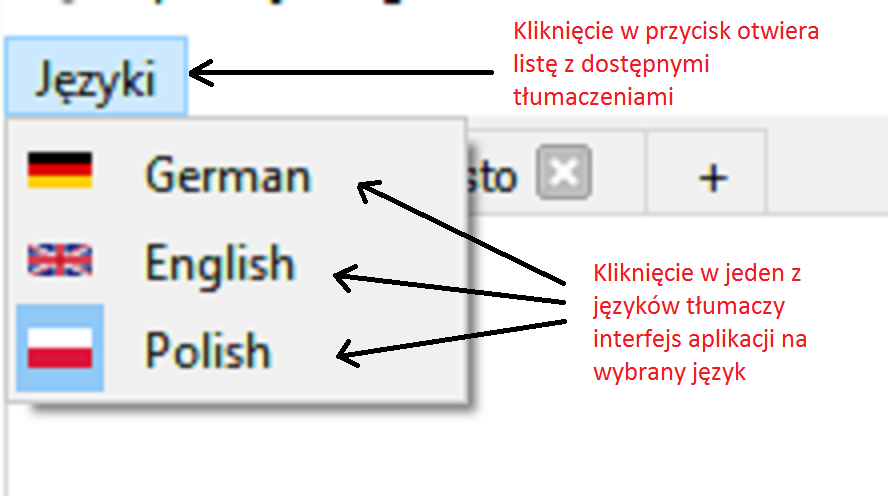 Języki
Kliknięcie w przycisk otwiera
listę z dostępnymi
tłumaczeniami
German
sto
+
English
Polish
Kliknięcie w jeden z
języków tłumaczy
interfejs aplikacji na
wybrany język